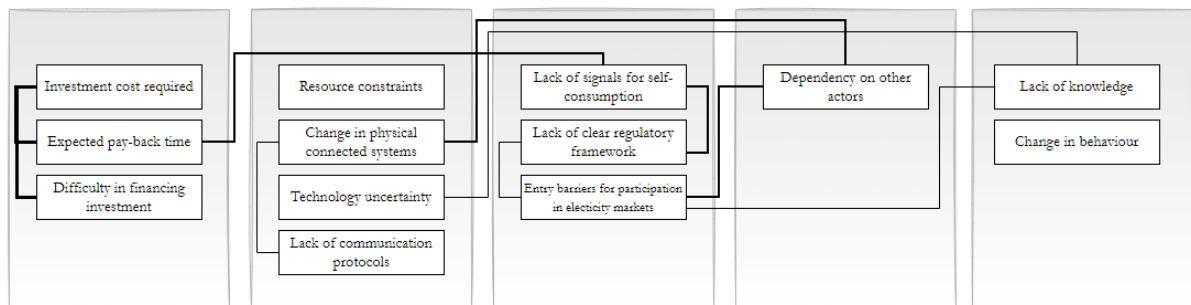 Investment cost required
Expected pay-back time
Difficulty in financing
investment
Resource constraints
Change in physical
connected systems
Technology uncertainty
Lack of communication
protocols
Lack of signals for self-
consumption
Lack of clear regulatory
framework
Entry barriers for participation
in electicity markets
Dependency on other
actors
Lack of knowledge
Change in behaviour